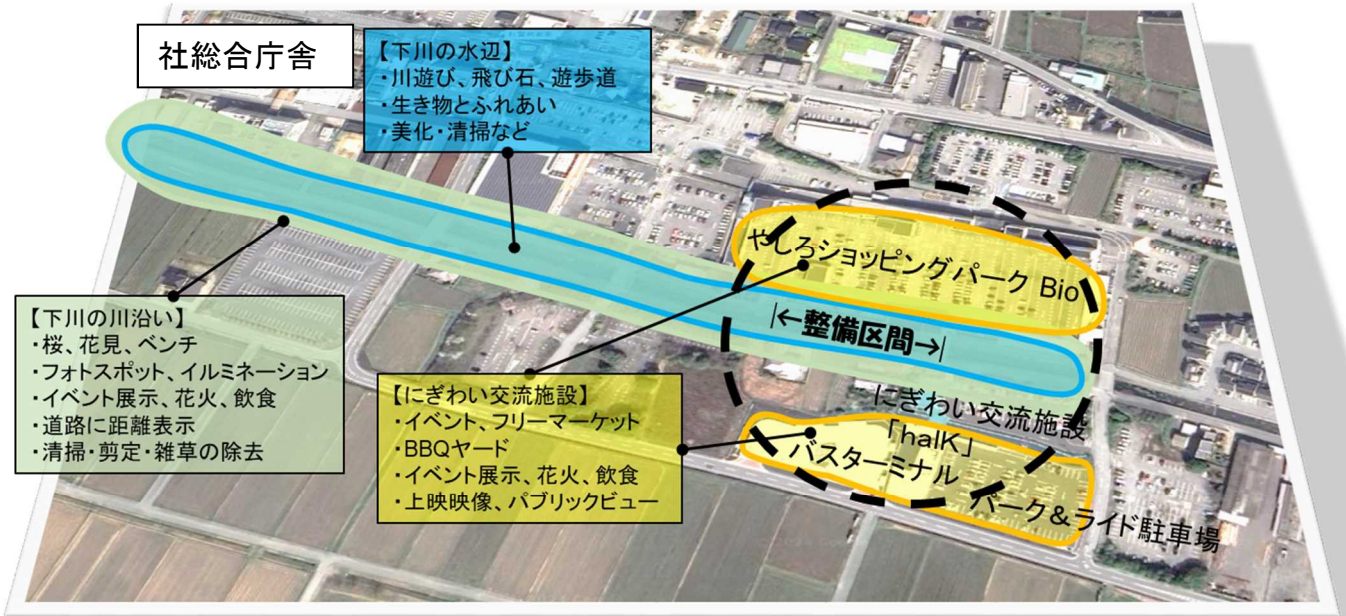 社総合庁舎
【下川の水辺】
・川遊び、飛び石、遊歩道
・生き物とふれあい
・美化・清掃など
やしろショッピングパーク Bio
|←整備区間→|
【下川の川沿い】
・桜、花見、ベンチ
・フォトスポット、イルミネーション
・イベント展示、花火、飲食
・道路に距離表示
・清掃・剪定・雑草の除去
【にぎわい交流施設】
・イベント、フリーマーケット
・BBQヤード
・イベント展示、花火、飲食
・上映映像、パブリックビュー
にぎわい交流施設
「halK」
バスターミナル
パーク＆ライド駐車場